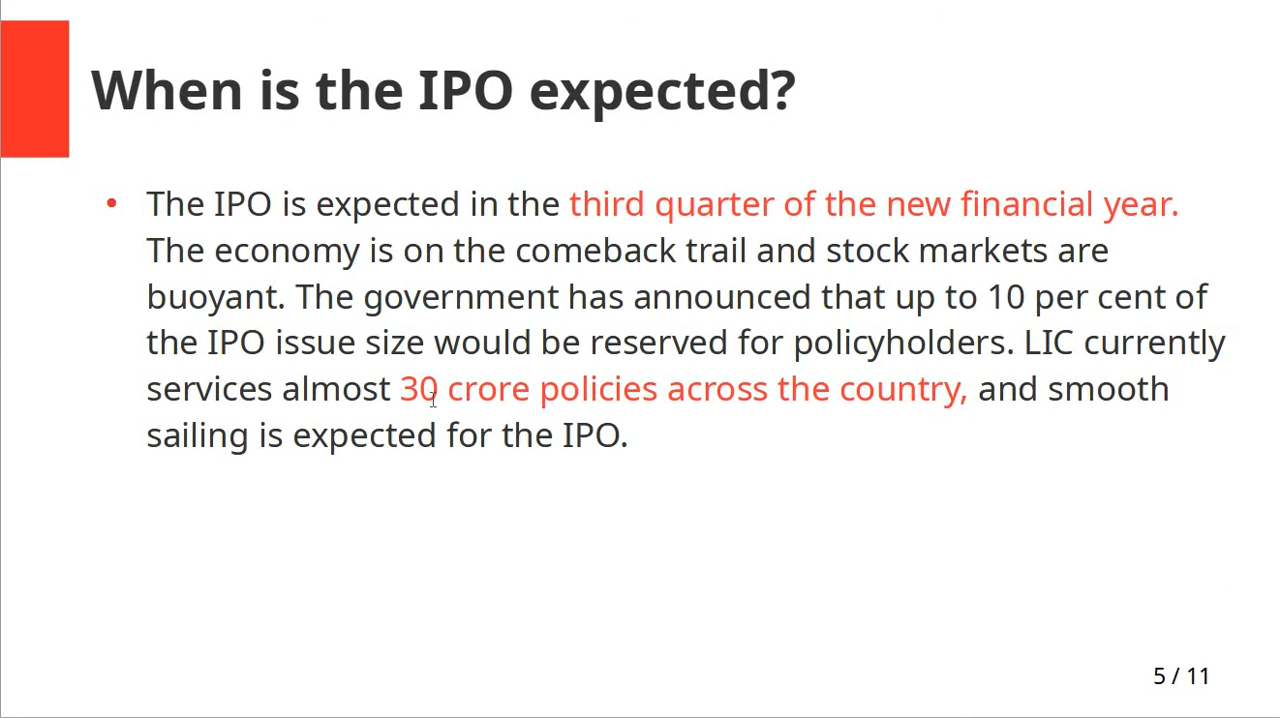 When is the IPO expected?
• The IPO is expected in the third quarter of the new financial year.
The economy is on the comeback trail and stock markets are
buoyant. The government has announced that up to 10 per cent of
the IPO issue size would be reserved for policyholders. LIC currently
services almost 30 crore policies across the country, and smooth
sailing is expected for the IPO.
5 / 11